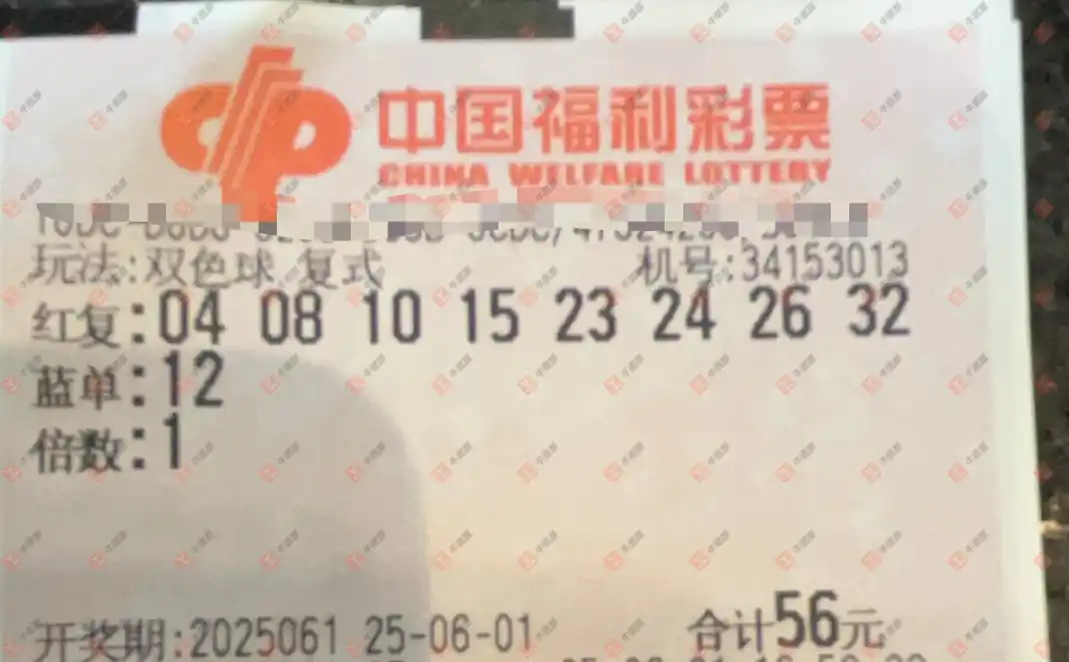 中国福利彩票
CHINA WELFARE LOTTERY
玩法:双色球 复式 机号:34153013
红复:04 08 10 15 23 24 26 32
蓝单:12
倍数:1
开奖期:2025061 25-06-01 合计56元